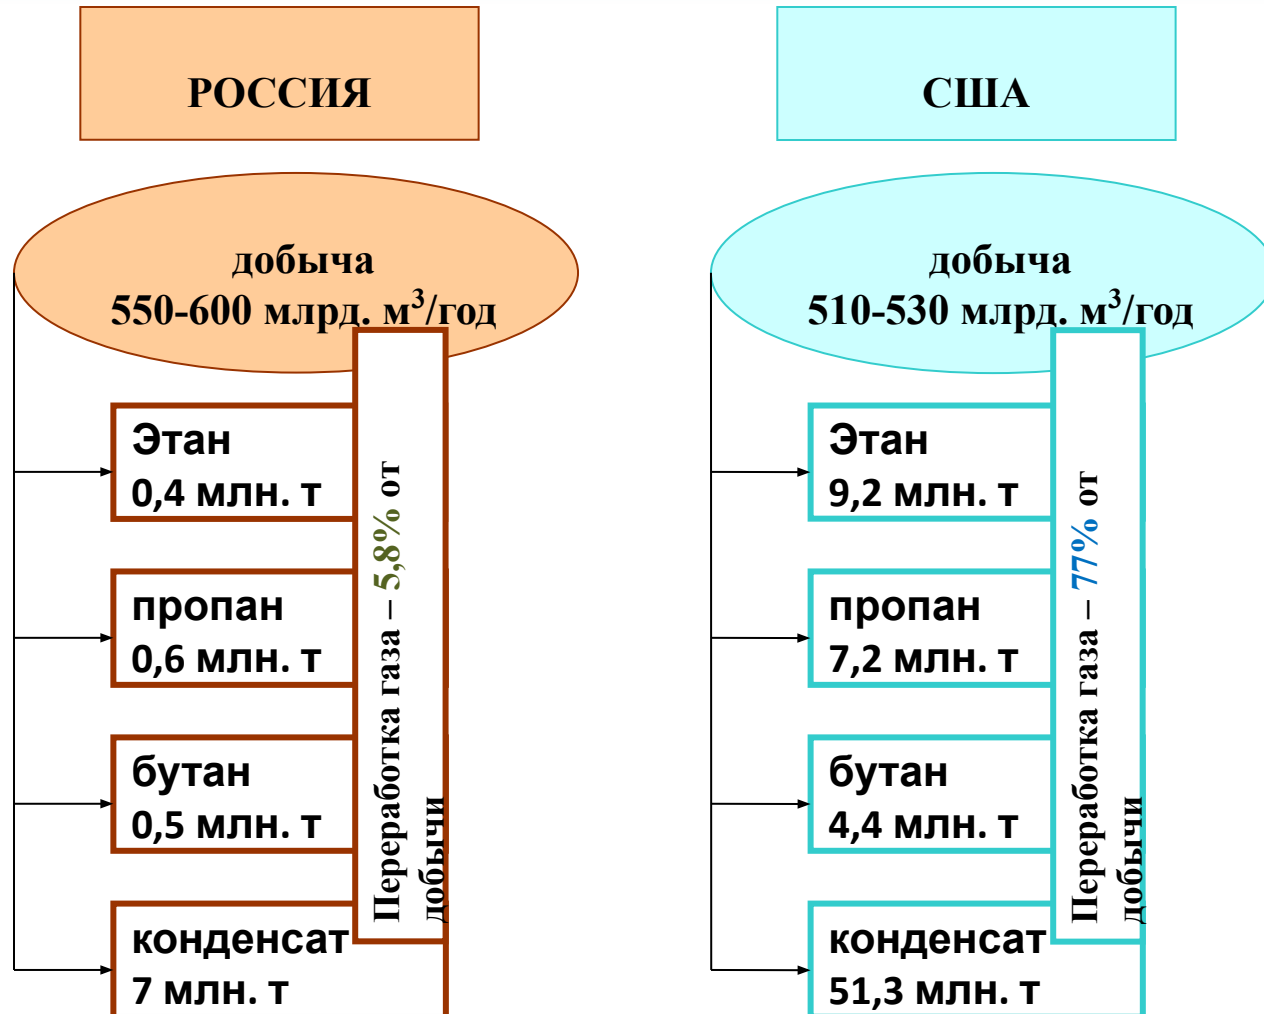 РОССИЯ
добыча
550-600 млрд. м³/год
Этан
0,4 млн. т
пропан
0,6 млн. т
бутан
0,5 млн. т
конденсат
7 млн. т
Переработка газа – 5,8% от
добычи
США
добыча
510-530 млрд. м³/год
Этан
9,2 млн. т
пропан
7,2 млн. т
бутан
4,4 млн. т
конденсат
51,3 млн. т
Переработка газа – 77% от
добычи